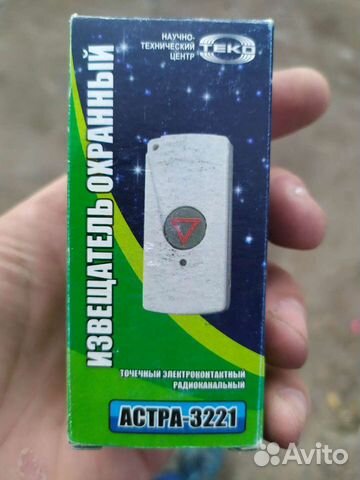 НАУЧНО-
ТЕХНИЧЕСКИЙ
ЦЕНТР
ТЕКО
ИЗВЕЩАТЕЛЬ ОХРАННЫЙ
ТОЧЕЧНЫЙ ЭЛЕКТРОКОНТАКТНЫЙ
РАДИОКАНАЛЬНЫЙ
АСТРА-3221
Avito